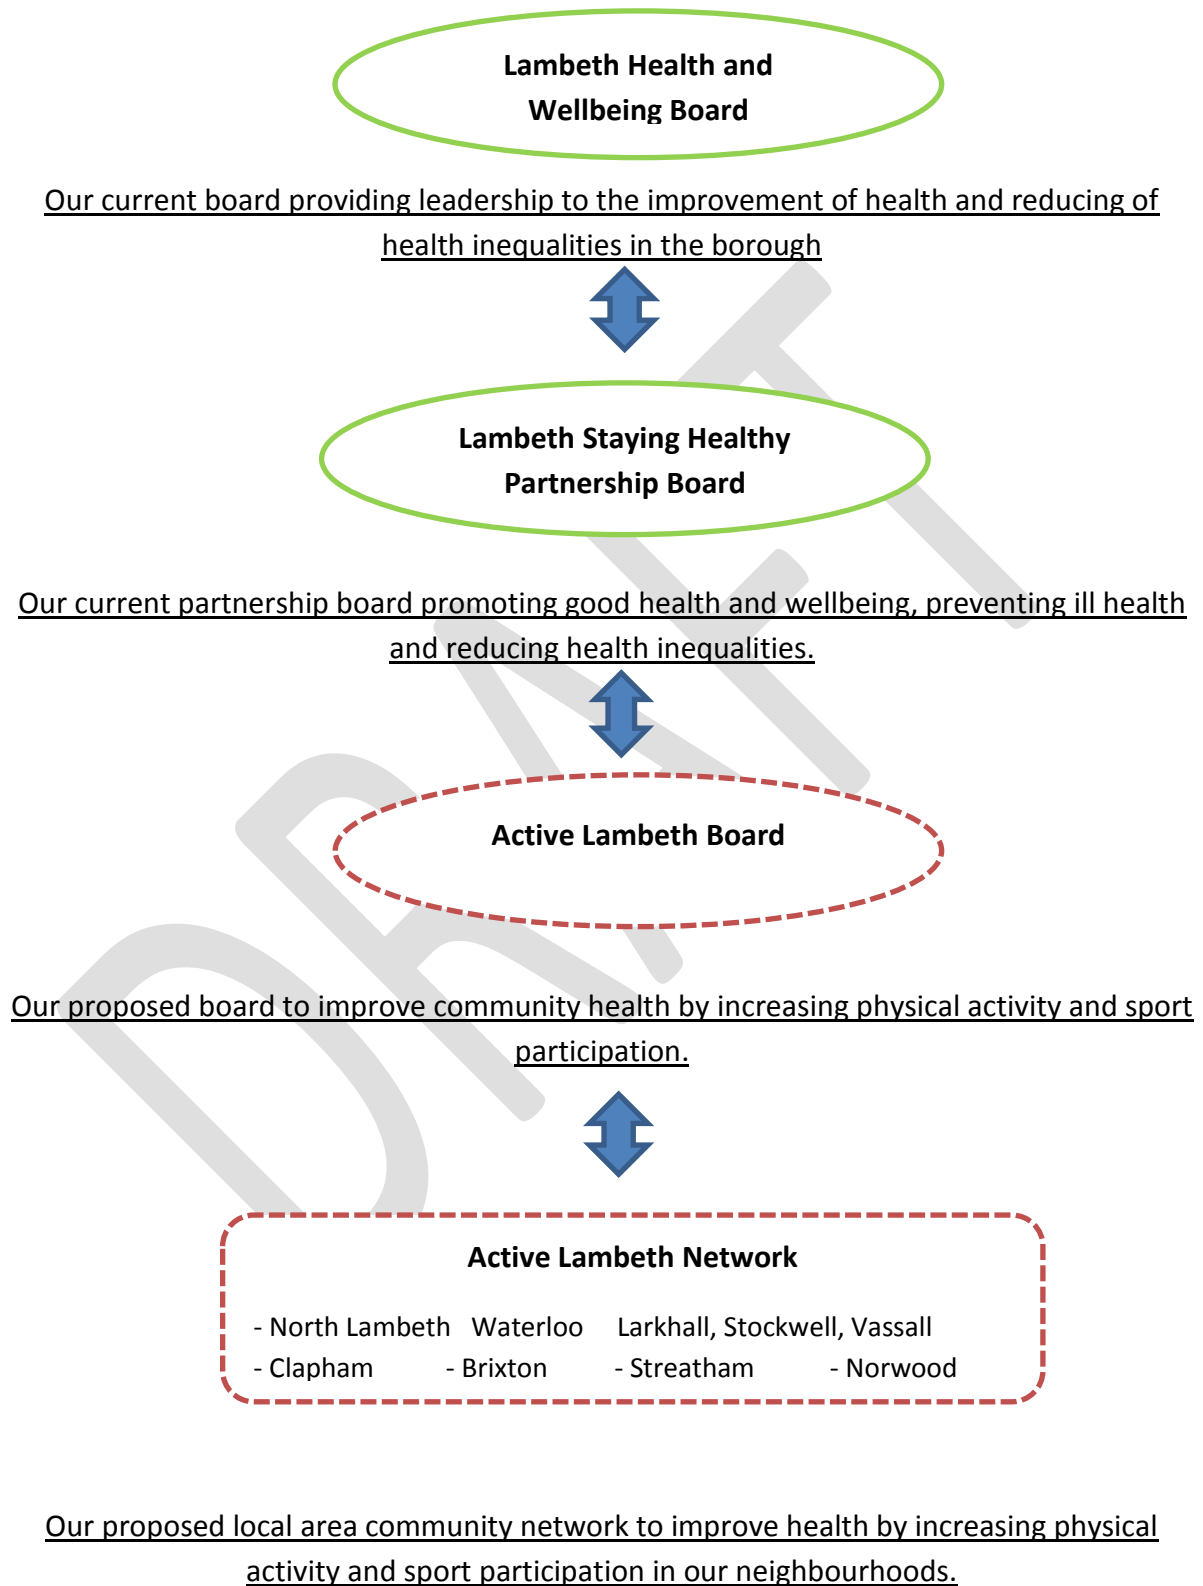 Lambeth Health and
Wellbeing Board
Our current board providing leadership to the improvement of health and reducing of
health inequalities in the borough
Lambeth Staying Healthy
Partnership Board
Our current partnership board promoting good health and wellbeing, preventing ill health
and reducing health inequalities.
Active Lambeth Board
Our proposed board to improve community health by increasing physical activity and sport
participation.
Active Lambeth Network
- North Lambeth Waterloo Larkhall, Stockwell, Vassall
- Clapham - Brixton - Streatham - Norwood
Our proposed local area community network to improve health by increasing physical
activity and sport participation in our neighbourhoods.
DRAFT